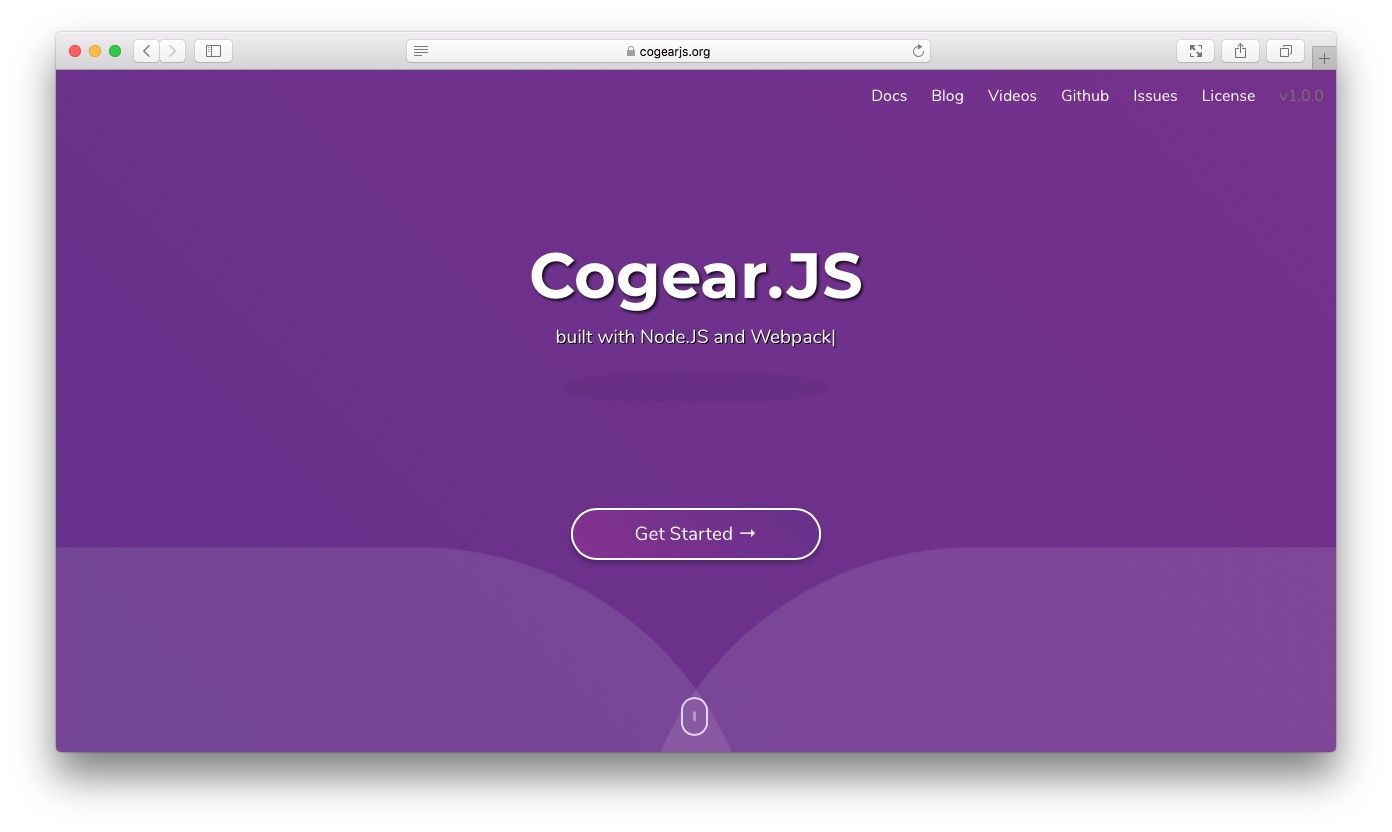 cogearjs.org
Docs Blog Videos Github Issues License v1.0.0
Cogear.JS
built with Node.JS and Webpack|
Get Started →